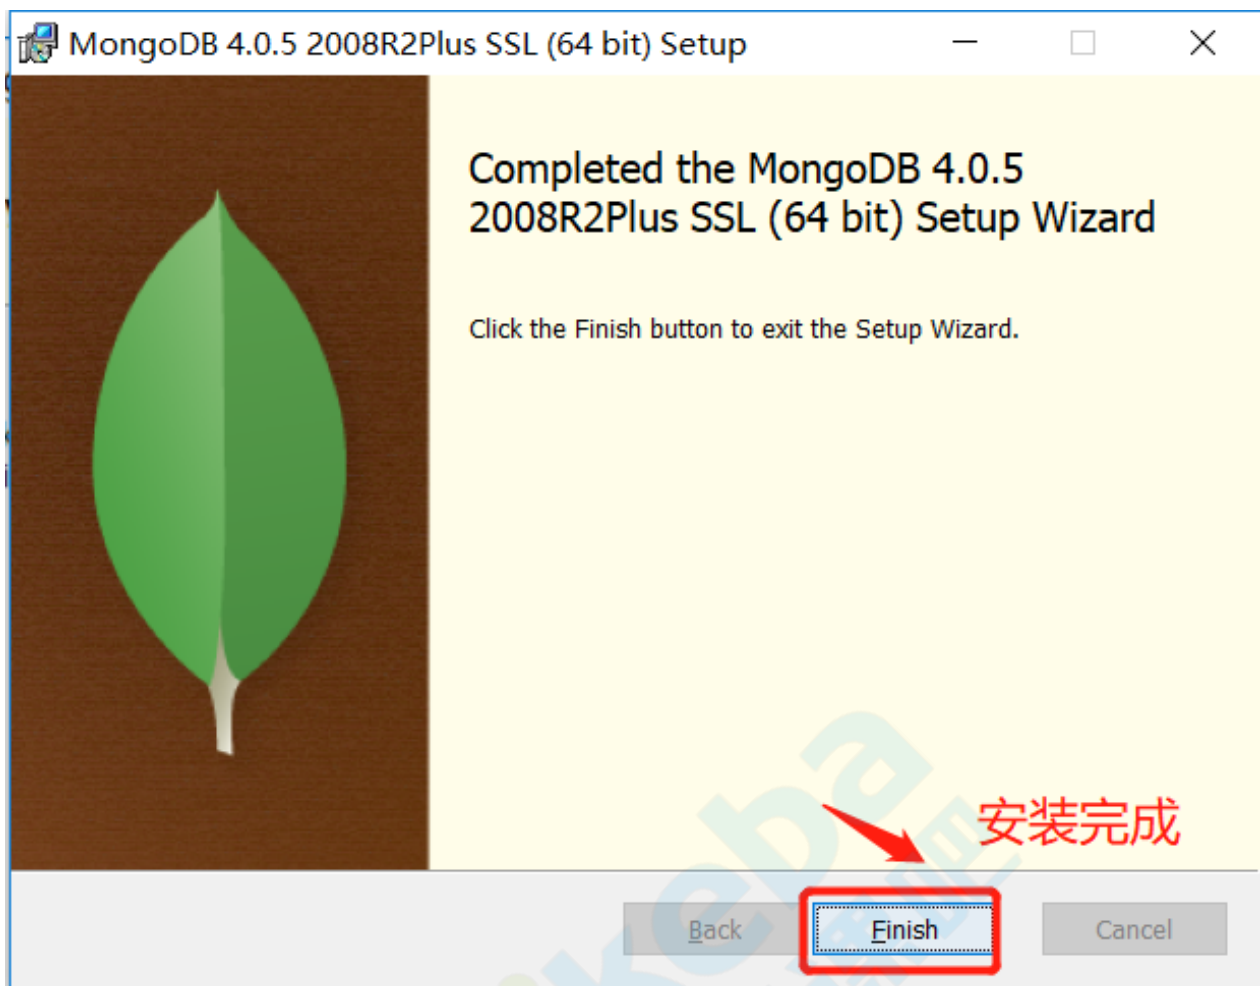 MongoDB 4.0.5 2008R2Plus SSL (64 bit) Setup
Completed the MongoDB 4.0.5
2008R2Plus SSL (64 bit) Setup Wizard
Click the Finish button to exit the Setup Wizard.
安装完成
Back
Finish
Cancel